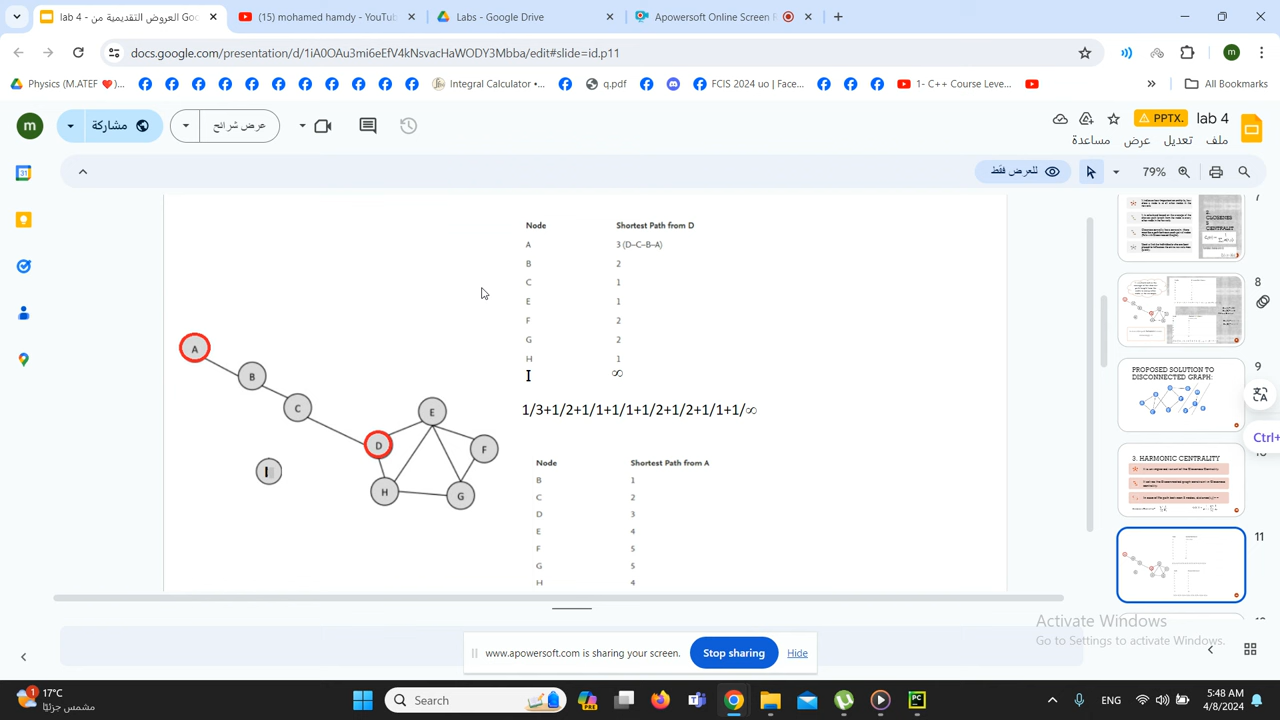 lab 4 - العروض التقديمية من Goo
(15) mohamed hamdy - YouTub
Labs - Google Drive
Apowersoft Online Screen R
docs.google.com/presentation/d/1iA0OAu3mi6eEfV4kNsvacHaWODY3Mbba/edit#slide=id.p11
m
Physics (M.ATEF ❤️)...
Integral Calculator •...
q.pdf
FCIS 2024 uo | Face...
1- C++ Course Leve...
All Bookmarks
m
مشاركة
عرض شرائح
PPTX.
lab 4
ملف
تعديل
عرض
مساعدة
للعرض فقط
79%
Node Shortest Path from D
A 3 (D–C–B–A)
B 2
C 1
E 1
F 2
G 2
H 1
I ∞
1/3+1/2+1/1+1/1+1/2+1/2+1/1+1/∞
Node Shortest Path from A
B 1
C 2
D 3
E 4
F 5
G 5
H 4
A
B
C
D
E
F
G
H
I
7
8
9
PROPOSED SOLUTION TO
DISCONNECTED GRAPH:
3. HARMONIC CENTRALITY
11
Ctrl+
Activate Windows
Go to Settings to activate Windows.
www.apowersoft.com is sharing your screen.
Stop sharing
Hide
1
17°C
مشمس جزئيًا
Search
PRE
ENG
5:48 AM
4/8/2024